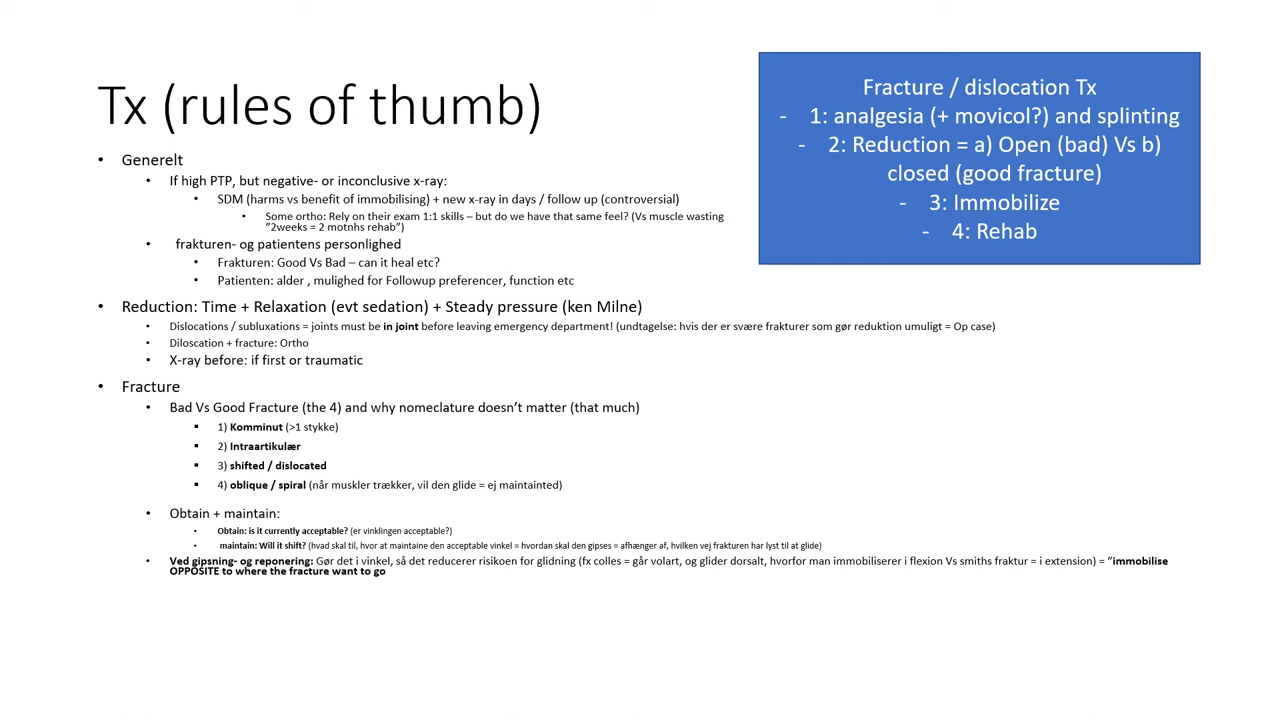 Tx (rules of thumb)
• Generelt
• If high PTP, but negative- or inconclusive x-ray:
• SDM (harms vs benefit of immobilising) + new x-ray in days / follow up (controversial)
• Some ortho: Rely on their exam 1:1 skills – but do we have that same feel? (Vs muscle wasting
"2weeks = 2 motnhs rehab")
• frakturen- og patientens personlighed
• Frakturen: Good Vs Bad – can it heal etc?
• Patienten: alder , mulighed for Followup preferencer, function etc
• Reduction: Time + Relaxation (evt sedation) + Steady pressure (ken Milne)
• Dislocations / subluxations = joints must be in joint before leaving emergency department! (undtagelse: hvis der er svære frakturer som gør reduktion umuligt = Op case)
• Diloscation + fracture: Ortho
• X-ray before: if first or traumatic
• Fracture
• Bad Vs Good Fracture (the 4) and why nomeclature doesn't matter (that much)
▪ 1) Komminut (>1 stykke)
▪ 2) Intraartikulær
▪ 3) shifted / dislocated
▪ 4) oblique / spiral (når muskler trækker, vil den glide = ej maintainted)
• Obtain + maintain:
• Obtain: is it currently acceptable? (er vinklingen acceptable?)
• maintain: Will it shift? (hvad skal til, hvor at maintaine den acceptable vinkel = hvordan skal den gipses = afhænger af, hvilken vej frakturen har lyst til at glide)
• Ved gipsning- og reponering: Gør det i vinkel, så det reducerer risikoen for glidning (fx colles = går volart, og glider dorsalt, hvorfor man immobiliserer i flexion Vs smiths fraktur = i extension) = "immobilise
OPPOSITE to where the fracture want to go
Fracture / dislocation Tx
- 1: analgesia (+ movicol?) and splinting
- 2: Reduction = a) Open (bad) Vs b)
closed (good fracture)
- 3: Immobilize
- 4: Rehab